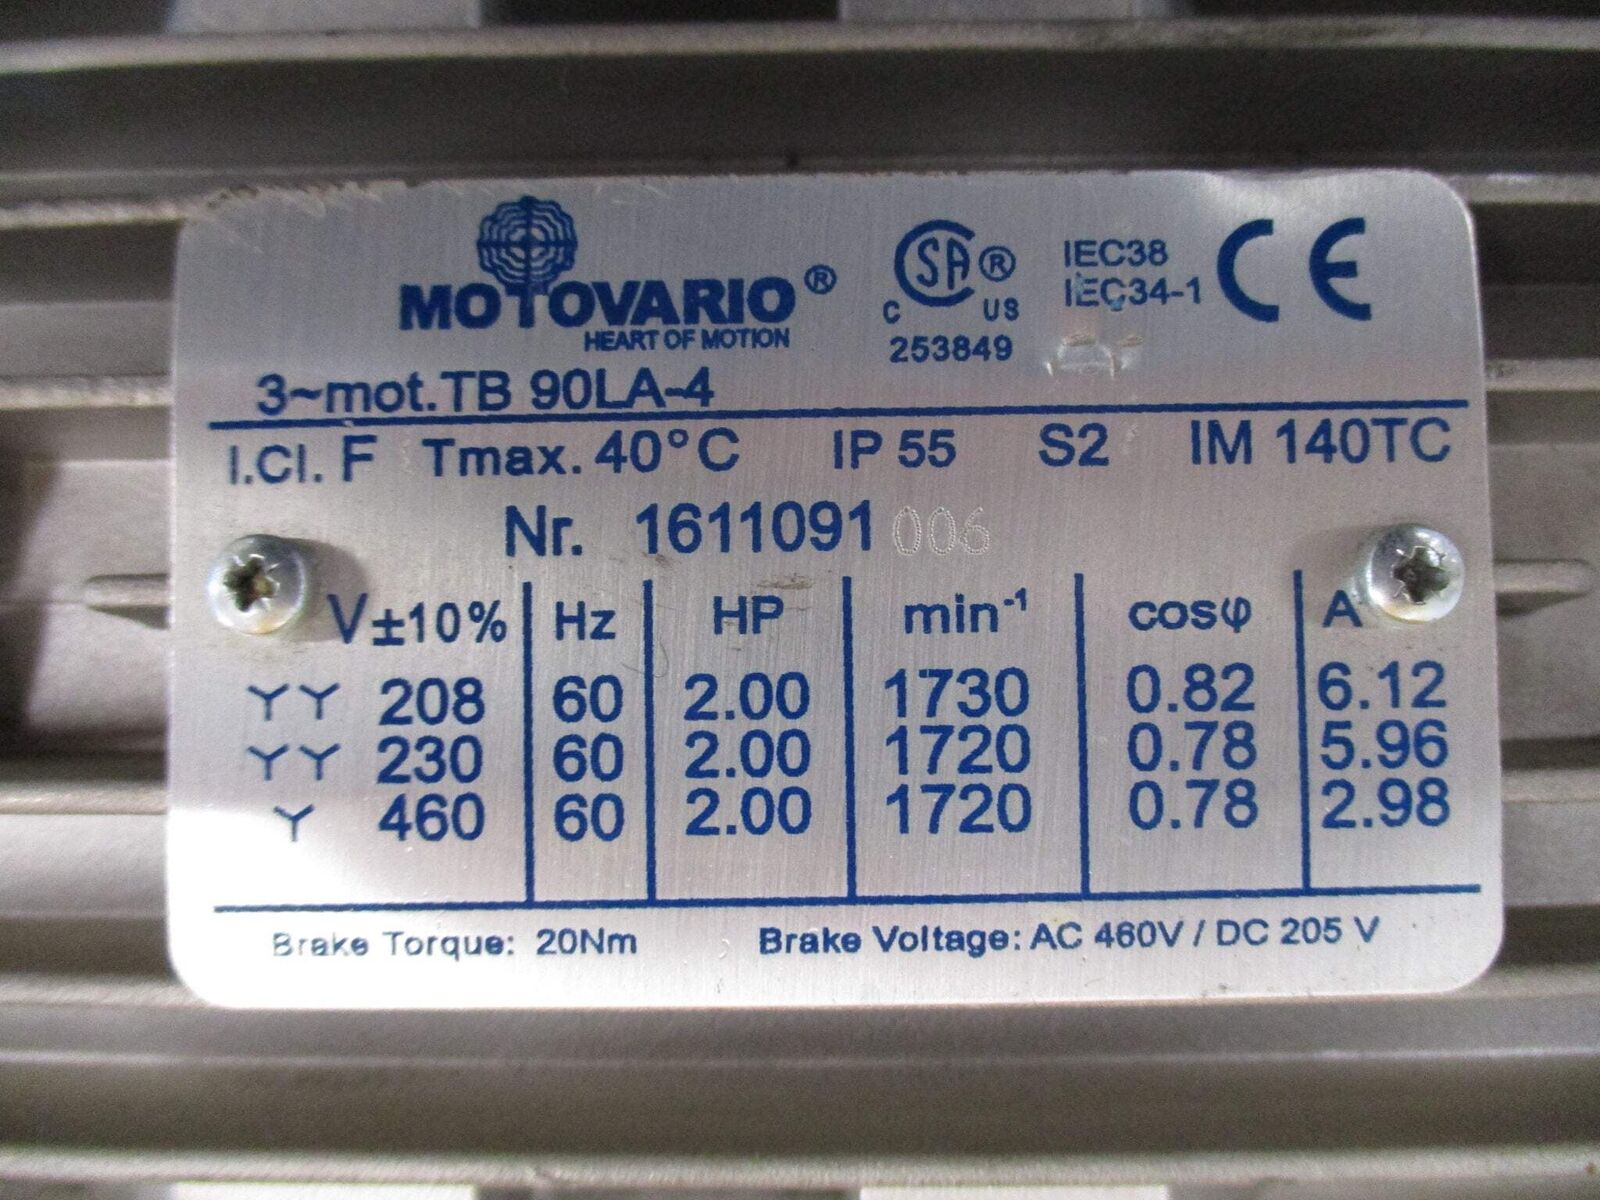 MOTOVARIO®
HEART OF MOTION
CSA®
C US
253849
IEC38
IEC34-1
CE
3~mot.TB 90LA-4
I.Cl. F Tmax. 40°C IP 55 S2 IM 140TC
Nr. 1611091 006
V±10% Hz HP min-1 cosφ A
YY 208 60 2.00 1730 0.82 6.12
YY 230 60 2.00 1720 0.78 5.96
Y 460 60 2.00 1720 0.78 2.98
Brake Torque: 20Nm Brake Voltage: AC 460V / DC 205 V